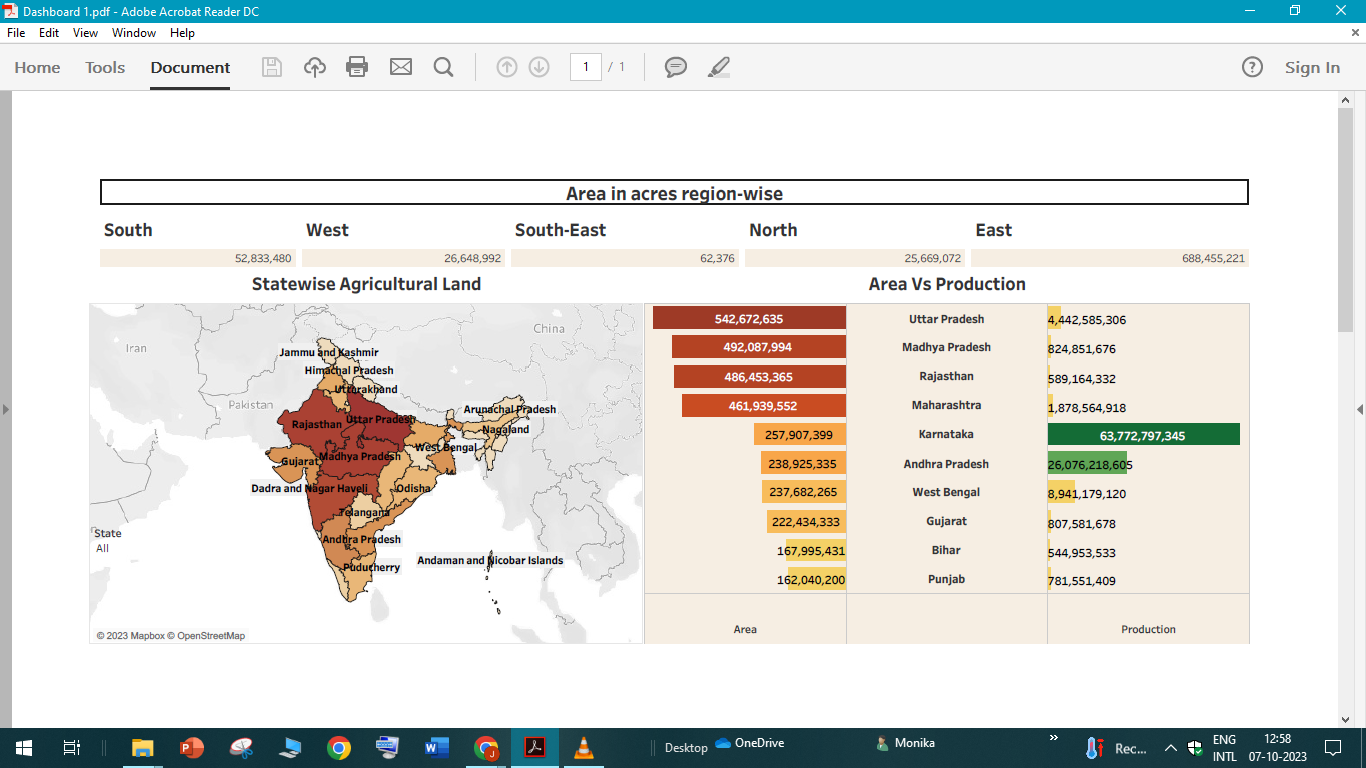 Dashboard 1.pdf - Adobe Acrobat Reader DC
File Edit View Window Help
Home Tools Document 1 / 1 Sign In
Area in acres region-wise
South West South-East North East
52,833,480 26,648,992 62,376 25,669,072 688,455,221
Statewise Agricultural Land
Iran
China
Pakistan
Jammu and Kashmir
Himachal Pradesh
Uttarakhand
Arunachal Pradesh
Rajasthan
Uttar Pradesh
Nagaland
West Bengal
Gujarat
Madhya Pradesh
Dadra and Nagar Haveli
Odisha
Telangana
State
All
Andhra Pradesh
Andaman and Nicobar Islands
Puducherry
© 2023 Mapbox © OpenStreetMap
Area Vs Production
542,672,635 Uttar Pradesh 4,442,585,306
492,087,994 Madhya Pradesh 824,851,676
486,453,365 Rajasthan 589,164,332
461,939,552 Maharashtra 1,878,564,918
257,907,399 Karnataka 63,772,797,345
238,925,335 Andhra Pradesh 26,076,218,605
237,682,265 West Bengal 8,941,179,120
222,434,333 Gujarat 807,581,678
167,995,431 Bihar 544,953,533
162,040,200 Punjab 781,551,409
Area Production
Desktop OneDrive Monika Rec... ENG 12:58
INTL 07-10-2023